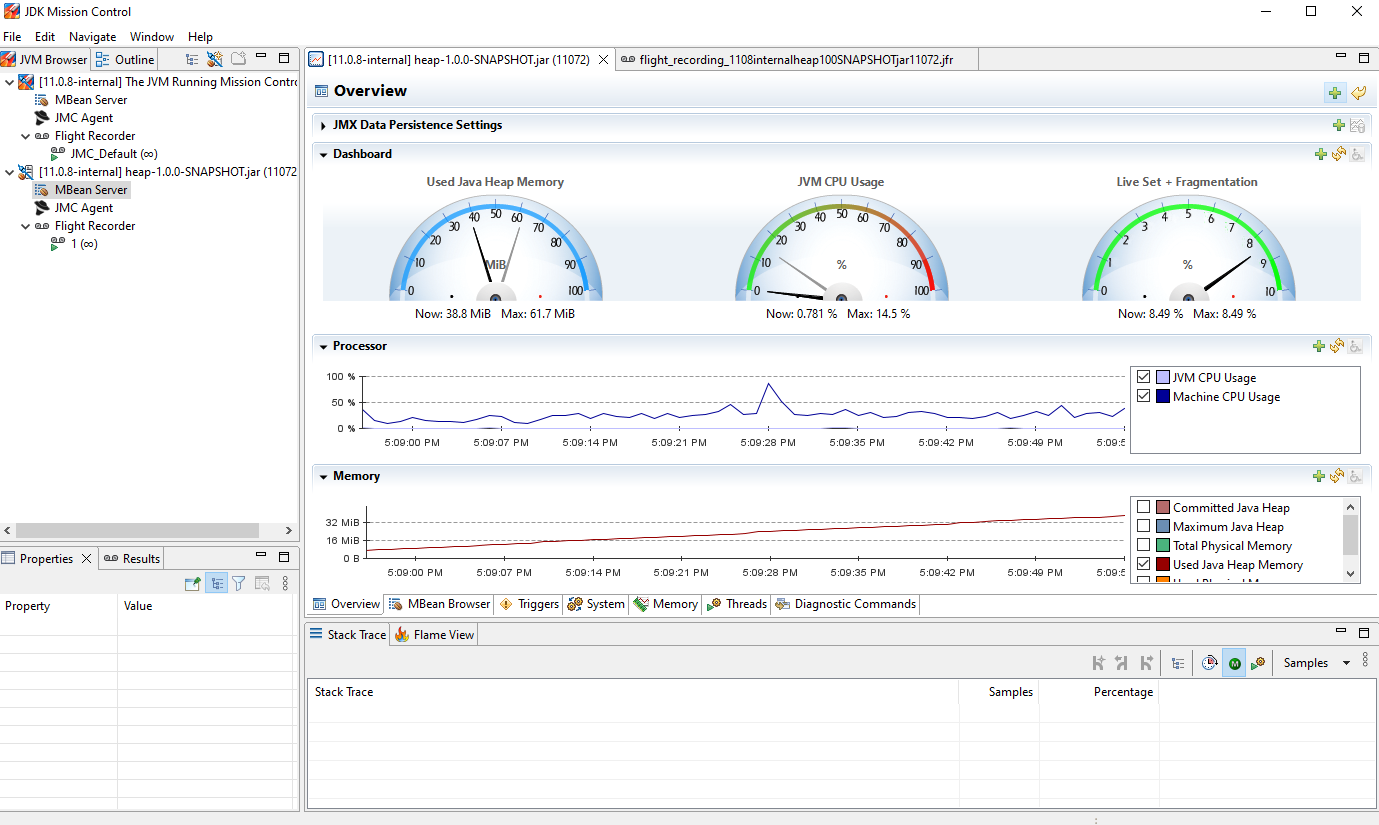 JDK Mission Control
File Edit Navigate Window Help
JVM Browser Outline
[11.0.8-internal] The JVM Running Mission Contr
MBean Server
JMC Agent
Flight Recorder
JMC_Default (∞)
[11.0.8-internal] heap-1.0.0-SNAPSHOT.jar (11072
MBean Server
JMC Agent
Flight Recorder
1 (∞)
Properties Results
Property Value
[11.0.8-internal] heap-1.0.0-SNAPSHOT.jar (11072) flight_recording_1108internalheap100SNAPSHOTjar11072.jfr
Overview
JMX Data Persistence Settings
Dashboard
Used Java Heap Memory JVM CPU Usage Live Set + Fragmentation
0 10 20 30 40 50 60 70 80 90 100 MiB
0 10 20 30 40 50 60 70 80 90 100 %
0 1 2 3 4 5 6 7 8 9 10 %
Now: 38.8 MiB Max: 61.7 MiB Now: 0.781 % Max: 14.5 % Now: 8.49 % Max: 8.49 %
Processor
100 %
50 %
0 %
5:09:00 PM 5:09:07 PM 5:09:14 PM 5:09:21 PM 5:09:28 PM 5:09:35 PM 5:09:42 PM 5:09:49 PM 5:09:5
JVM CPU Usage
Machine CPU Usage
Memory
32 MiB
16 MiB
0 B
5:09:00 PM 5:09:07 PM 5:09:14 PM 5:09:21 PM 5:09:28 PM 5:09:35 PM 5:09:42 PM 5:09:49 PM 5:09:5
Committed Java Heap
Maximum Java Heap
Total Physical Memory
Used Java Heap Memory
Overview MBean Browser Triggers System Memory Threads Diagnostic Commands
Stack Trace Flame View
Samples
Stack Trace Samples Percentage